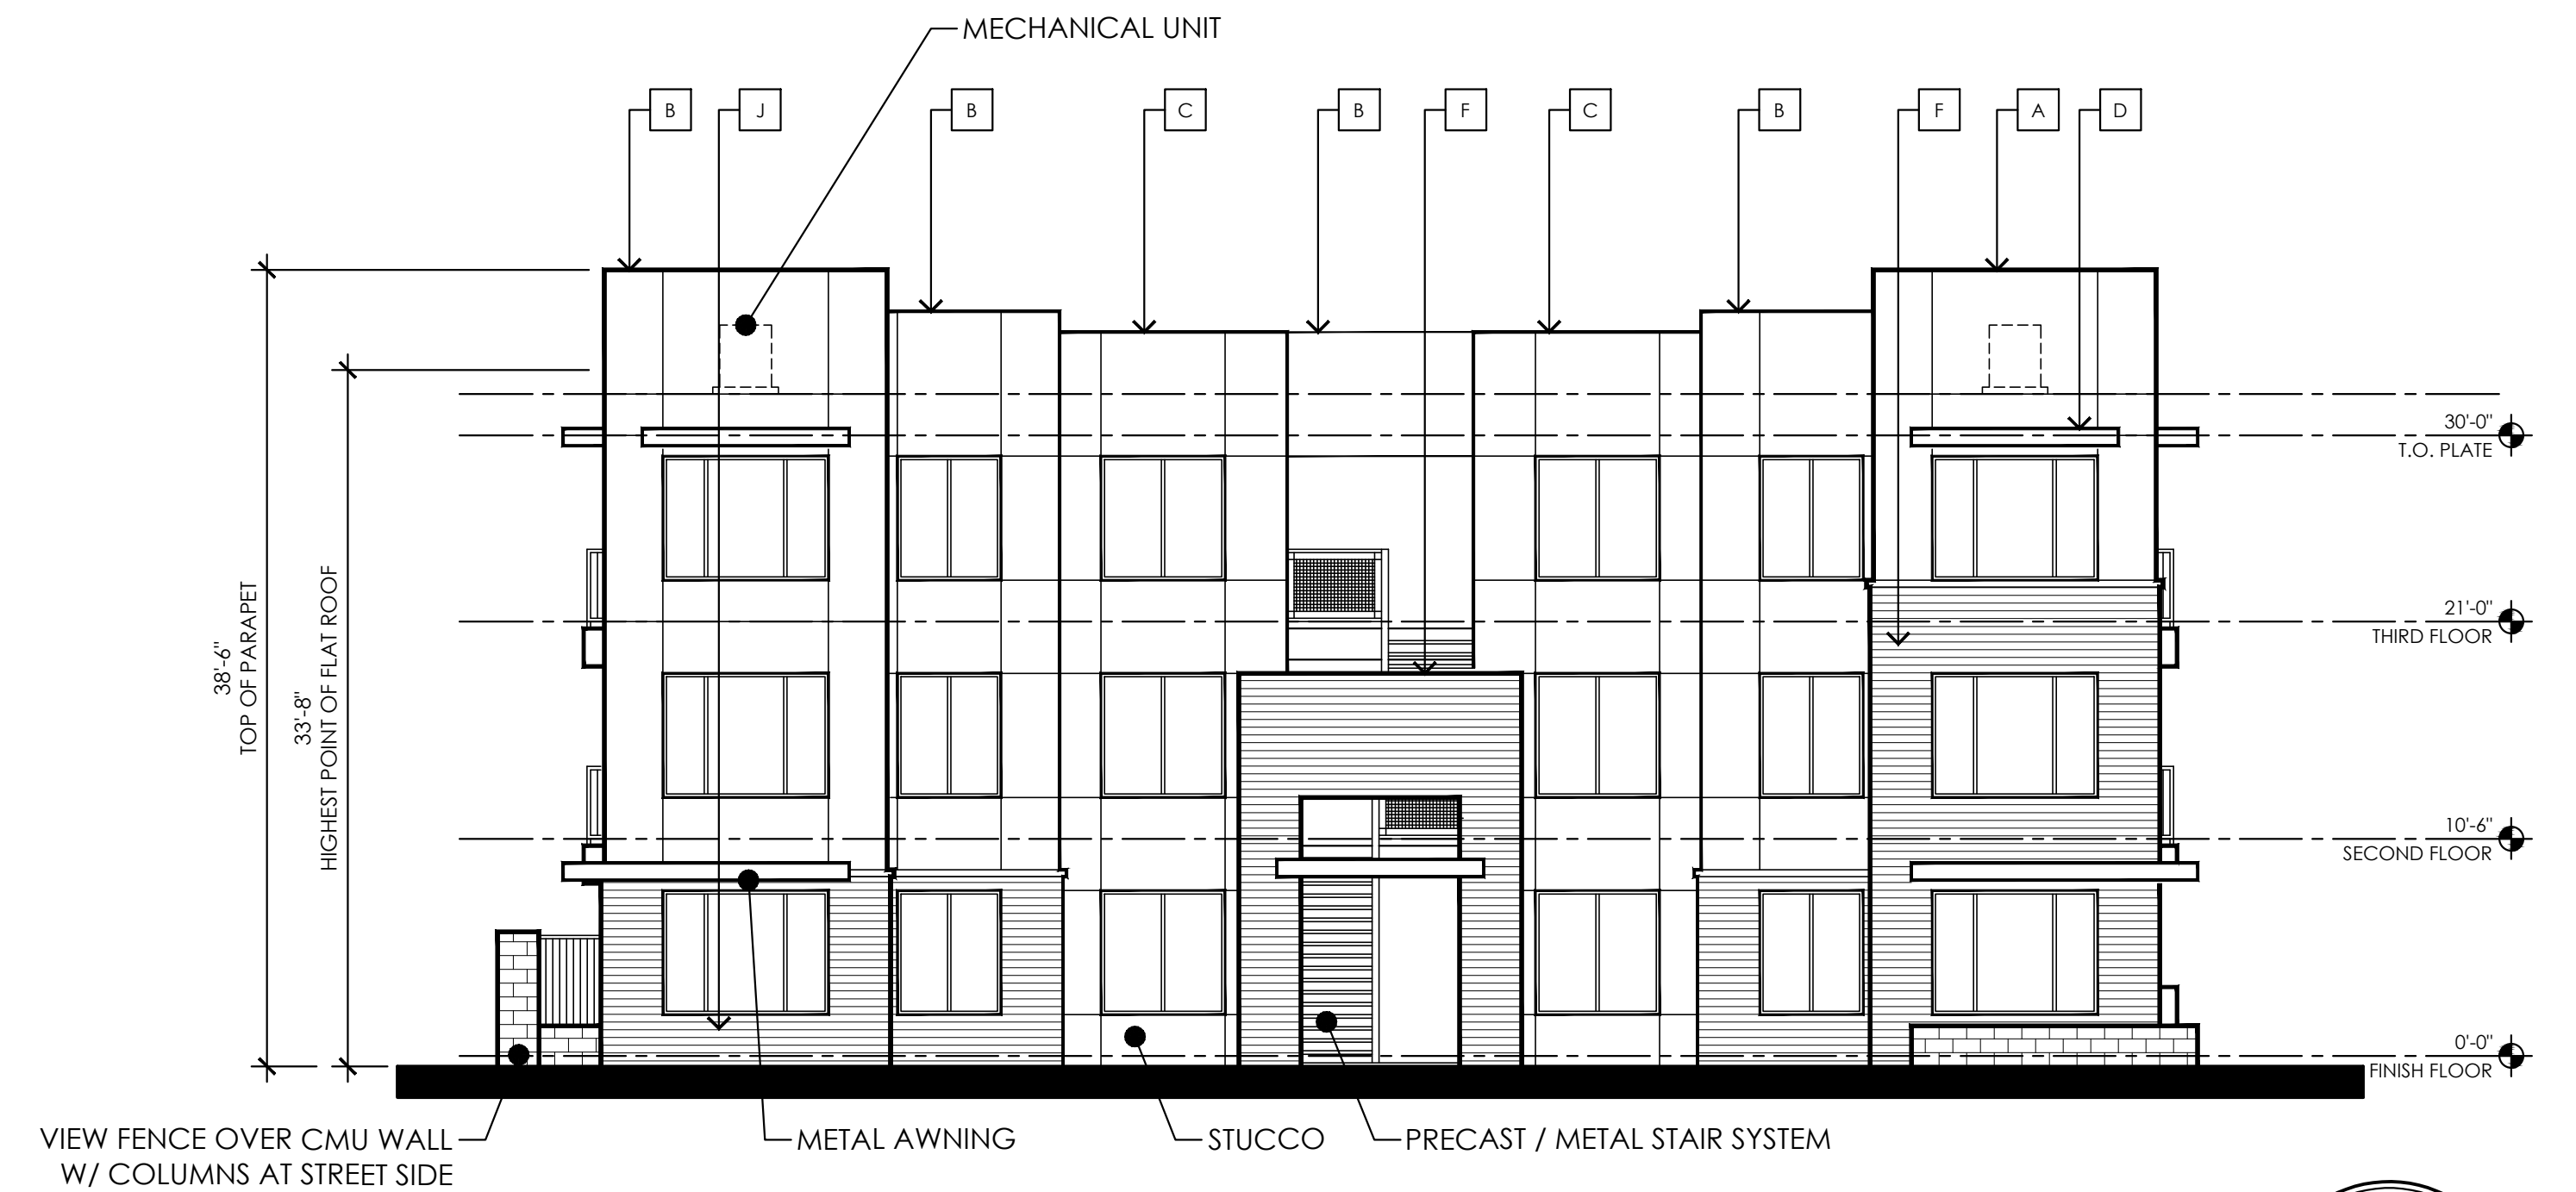 MECHANICAL UNIT
B
J
B
C
B
F
C
B
F
A
D
30'-0"
T.O. PLATE
21'-0"
THIRD FLOOR
10'-6"
SECOND FLOOR
0'-0"
FINISH FLOOR
38'-6"
TOP OF PARAPET
33'-8"
HIGHEST POINT OF FLAT ROOF
VIEW FENCE OVER CMU WALL
W/ COLUMNS AT STREET SIDE
METAL AWNING
STUCCO
PRECAST / METAL STAIR SYSTEM